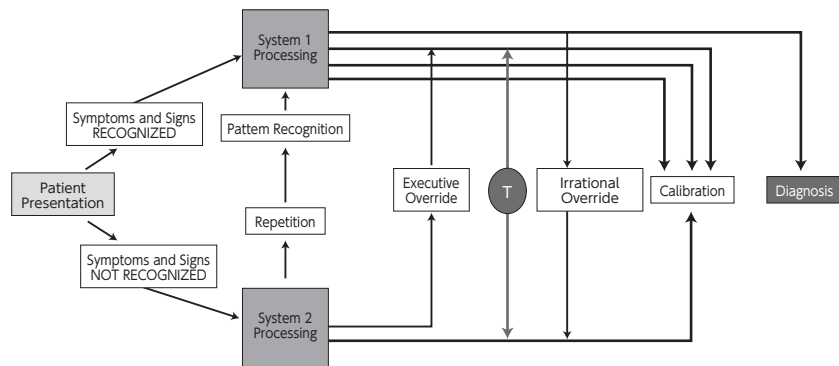 System 1
Processing
Symptoms and Signs
RECOGNIZED
Pattem Recognition
Patient
Presentation
Executive
Override
T
Irrational
Override
Calibration
Diagnosis
Repetition
Symptoms and Signs
NOT RECOGNIZED
System 2
Processing